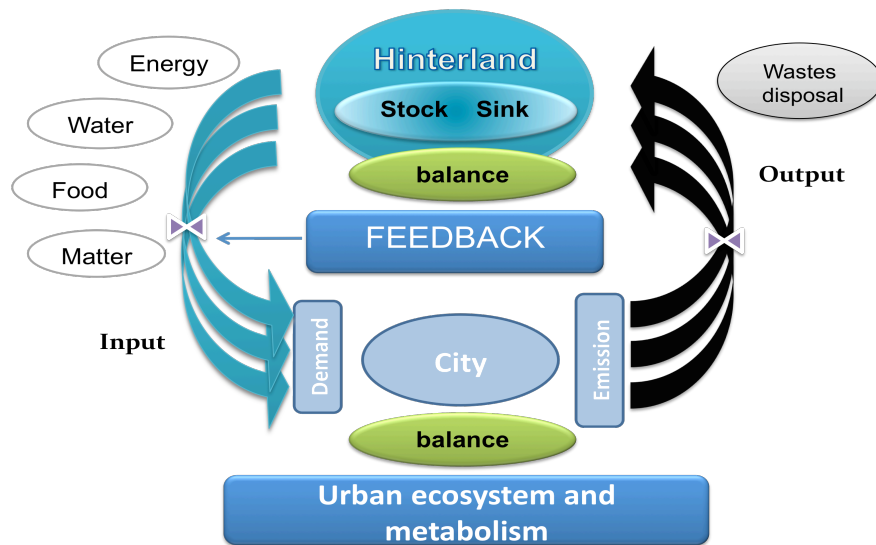 Energy
Water
Food
Matter
Input
Hinterland
Stock Sink
balance
FEEDBACK
Demand
City
Emission
balance
Wastes
disposal
Output
Urban ecosystem and
metabolism